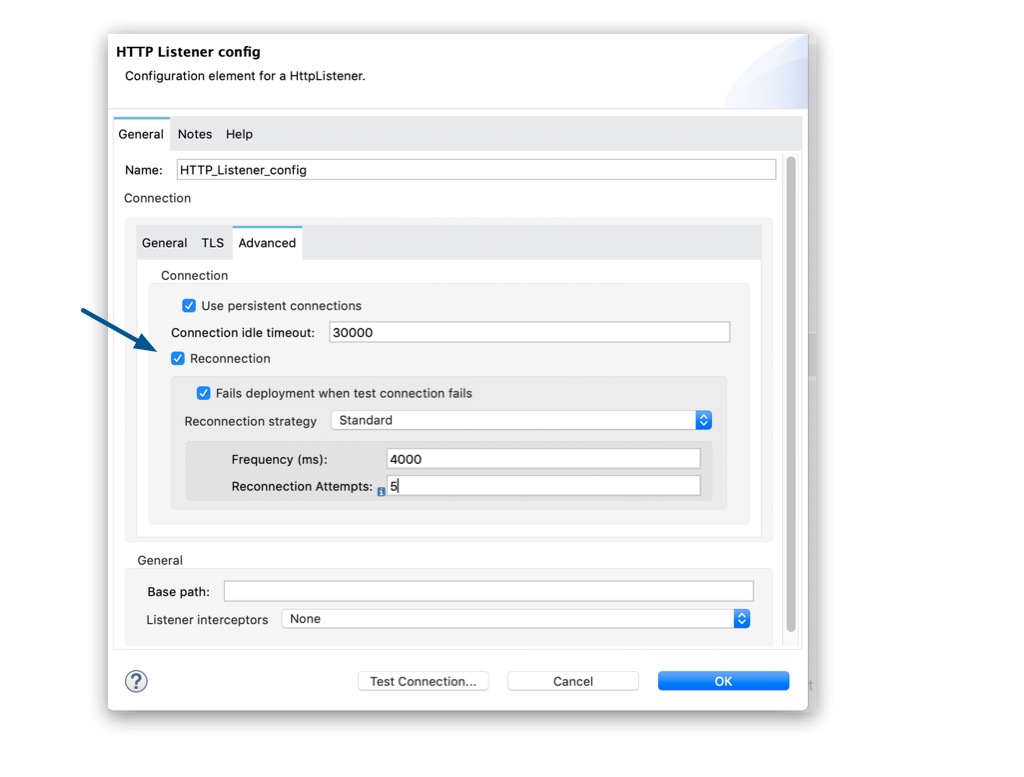 HTTP Listener config
Configuration element for a HttpListener.
General Notes Help
Name: HTTP_Listener_config
Connection
General TLS Advanced
Connection
Use persistent connections
Connection idle timeout: 30000
Reconnection
Fails deployment when test connection fails
Reconnection strategy Standard
Frequency (ms): 4000
Reconnection Attempts: 5
General
Base path:
Listener interceptors None
? Test Connection... Cancel OK